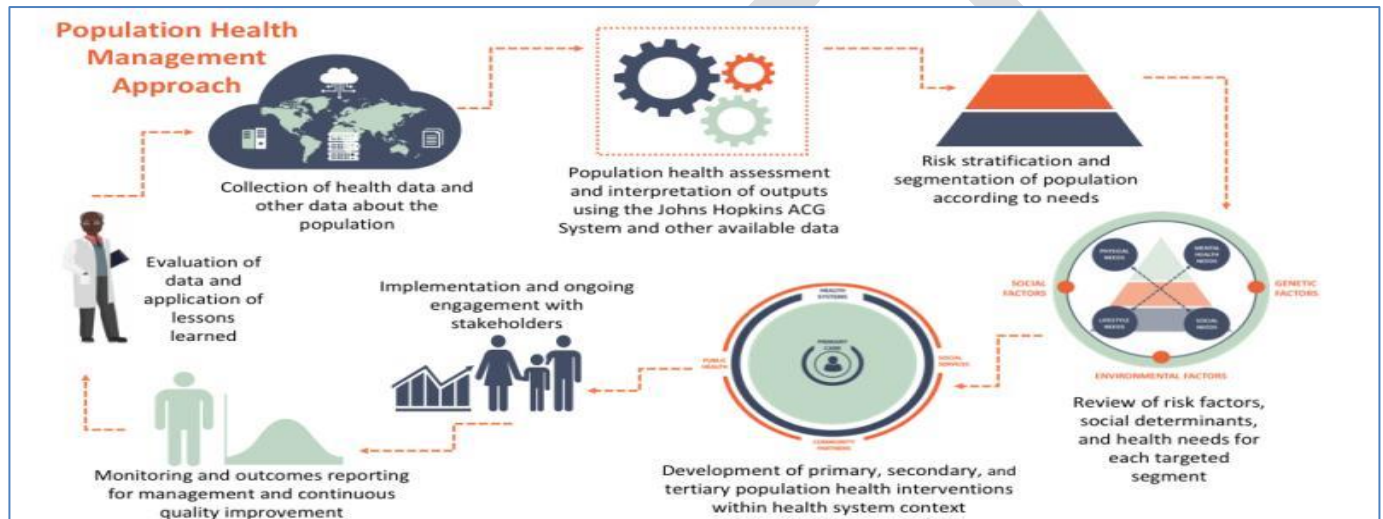 Population Health
Management
Approach
Collection of health data and
other data about the
population
Population health assessment
and interpretation of outputs
using the Johns Hopkins ACG
System and other available data
Risk stratification and
segmentation of population
according to needs
PHYSICAL
NEEDS
MENTAL
HEALTH
NEEDS
SOCIAL
FACTORS
GENETIC
FACTORS
LIFESTYLE
NEEDS
SOCIAL
NEEDS
ENVIRONMENTAL FACTORS
Review of risk factors,
social determinants,
and health needs for
each targeted
segment
HEALTH
SYSTEMS
PRIMARY
CARE
PUBLIC
HEALTH
SOCIAL
SERVICES
COMMUNITY
PARTNERS
Development of primary, secondary, and
tertiary population health interventions
within health system context
Implementation and ongoing
engagement with
stakeholders
Monitoring and outcomes reporting
for management and continuous
quality improvement
Evaluation of
data and
application of
lessons
learned